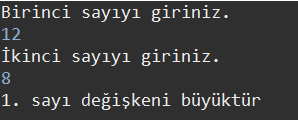 Birinci sayıyı giriniz.
12
İkinci sayıyı giriniz.
8
1. sayı değişkeni büyüktür